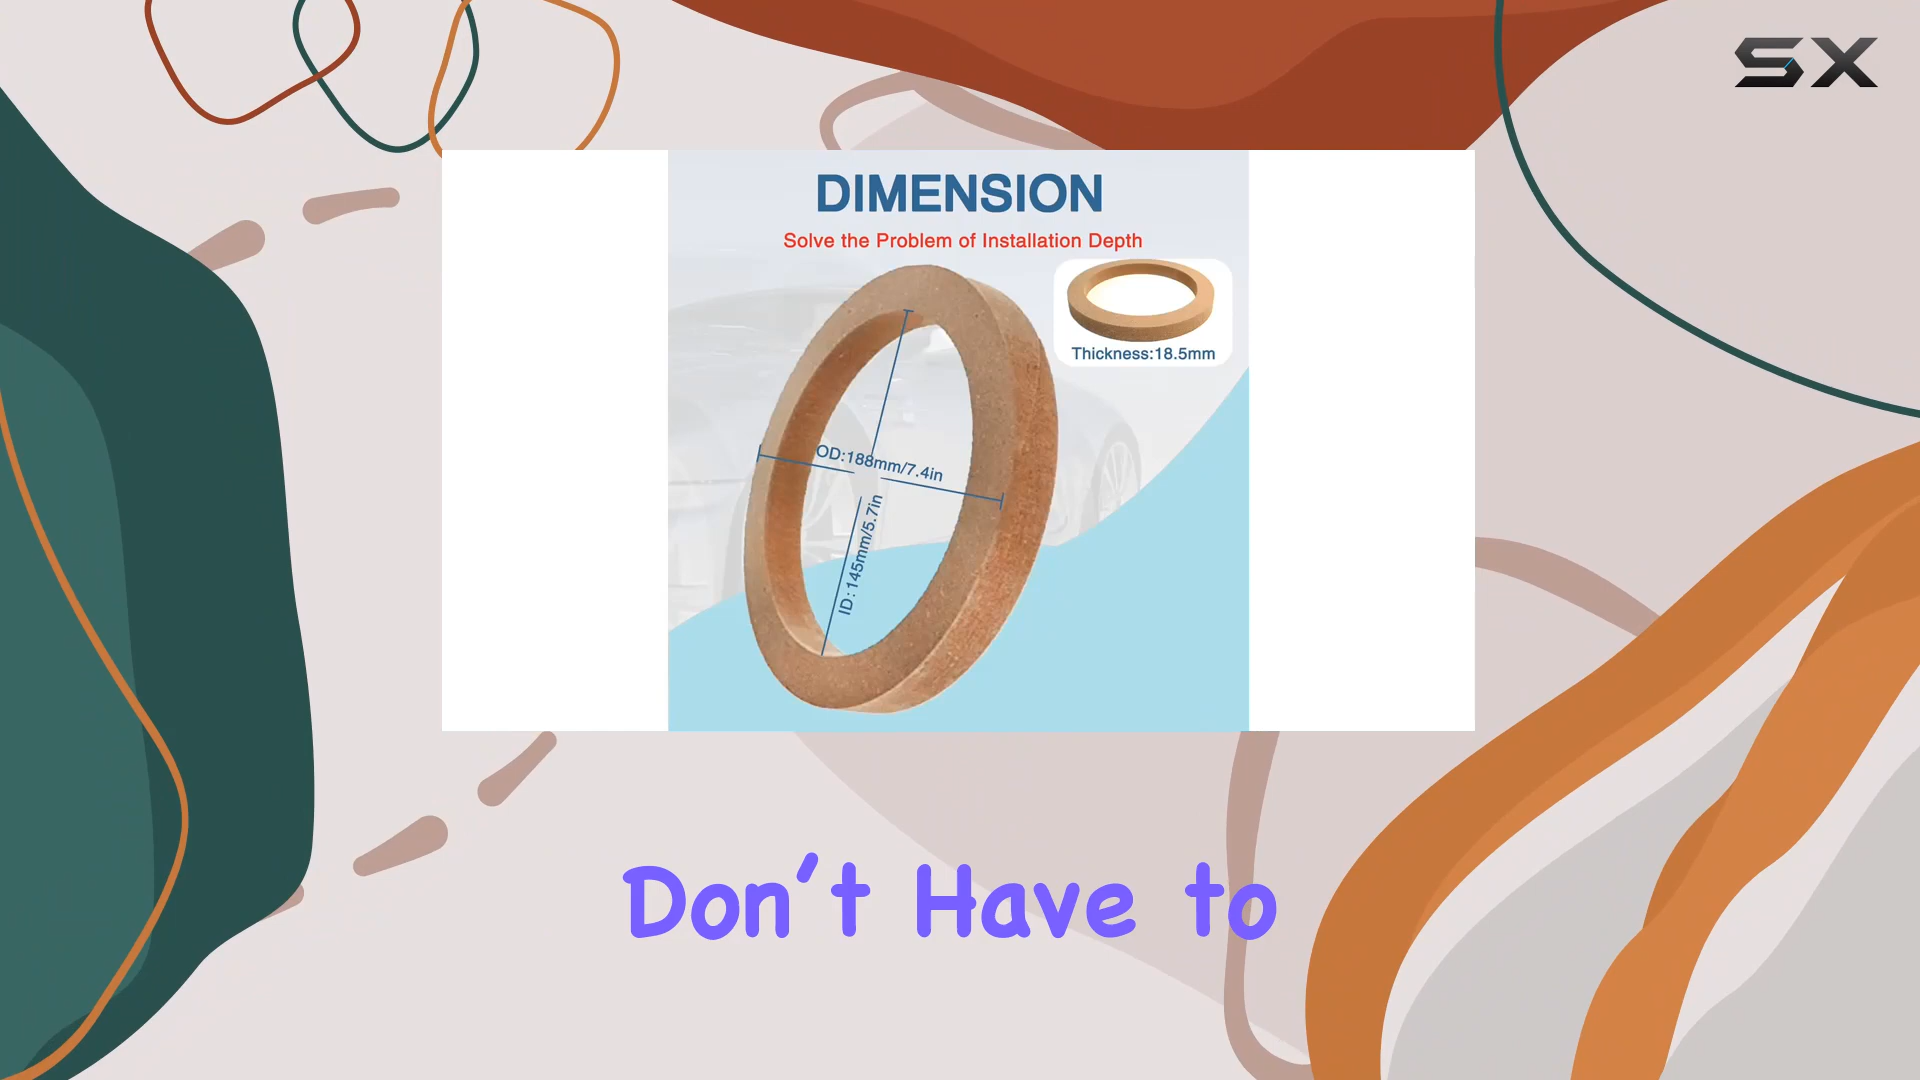 SX
DIMENSION
Solve the Problem of Installation Depth
Thickness:18.5mm
OD:188mm/7.4in
ID:145mm/5.7in
Don't Have to